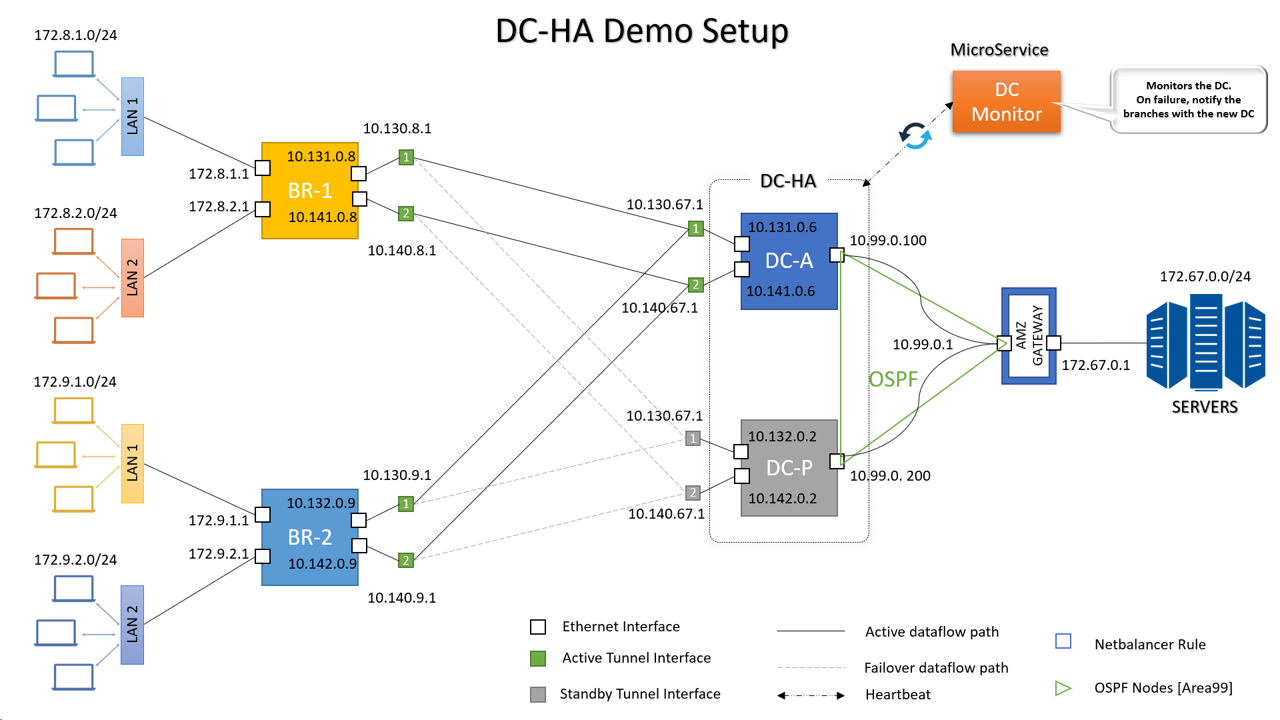 DC-HA Demo Setup
172.8.1.0/24
LAN 1
172.8.2.0/24
LAN 2
172.9.1.0/24
LAN 1
172.9.2.0/24
LAN 2
172.8.1.1
172.8.2.1
10.131.0.8
BR-1
10.141.0.8
10.130.8.1
1
2
10.140.8.1
172.9.1.1
172.9.2.1
10.132.0.9
BR-2
10.142.0.9
10.130.9.1
1
2
10.140.9.1
MicroService
DC
Monitor
Monitors the DC.
On failure, notify the
branches with the new DC
DC-HA
10.130.67.1
1
2
10.140.67.1
10.131.0.6
DC-A
10.141.0.6
10.99.0.100
10.130.67.1
1
2
10.140.67.1
10.132.0.2
DC-P
10.142.0.2
10.99.0. 200
OSPF
10.99.0.1
AMZ
GATEWAY
172.67.0.1
172.67.0.0/24
SERVERS
Ethernet Interface
Active Tunnel Interface
Standby Tunnel Interface
Active dataflow path
Failover dataflow path
Heartbeat
Netbalancer Rule
OSPF Nodes [Area99]